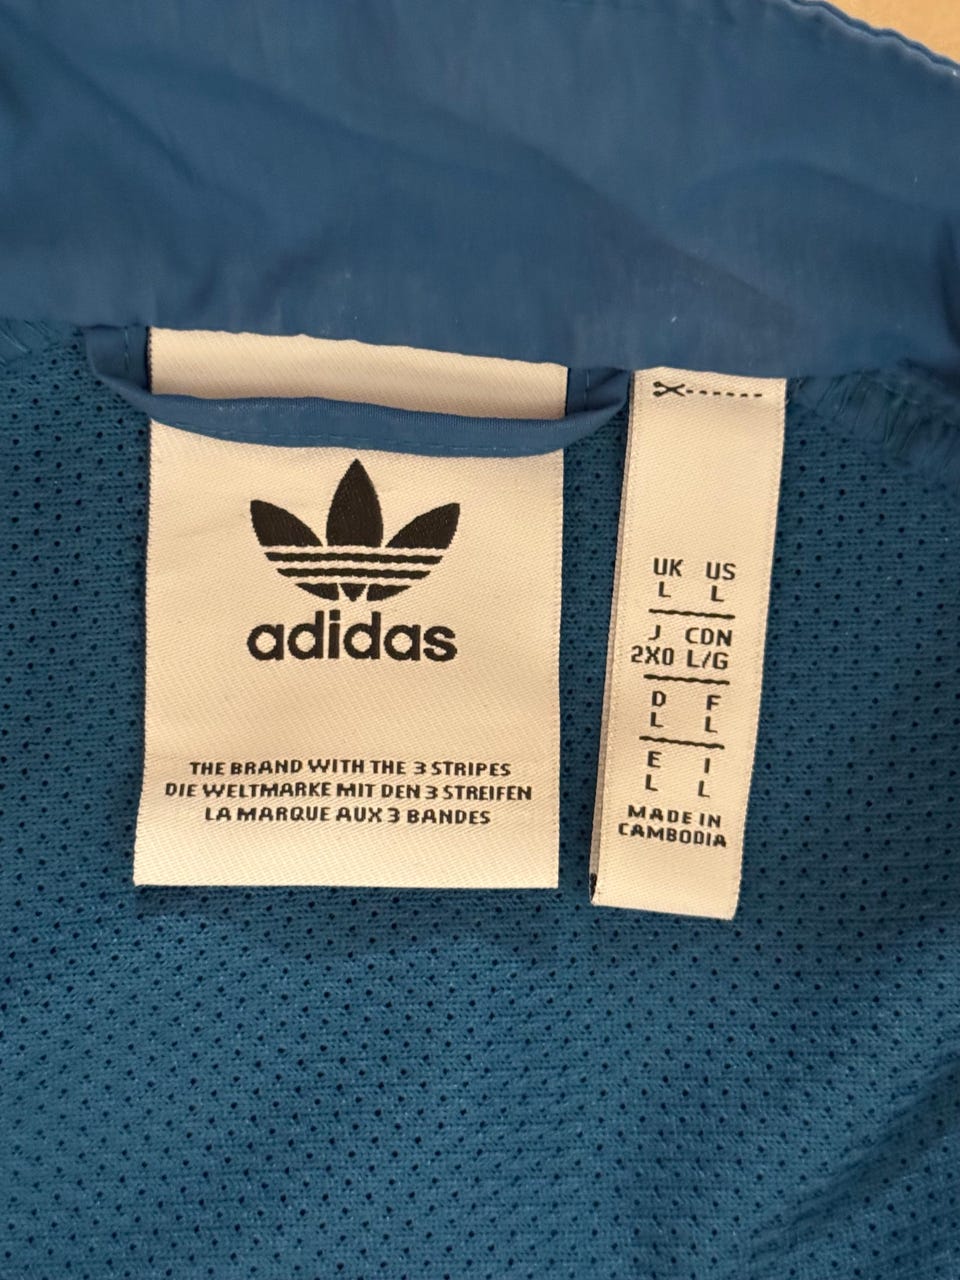 adidas
THE BRAND WITH THE 3 STRIPES
DIE WELTMARKE MIT DEN 3 STREIFEN
LA MARQUE AUX 3 BANDES
UK US
L L
J CDN
2XO L/G
D F
L L
E I
L L
MADE IN
CAMBODIA